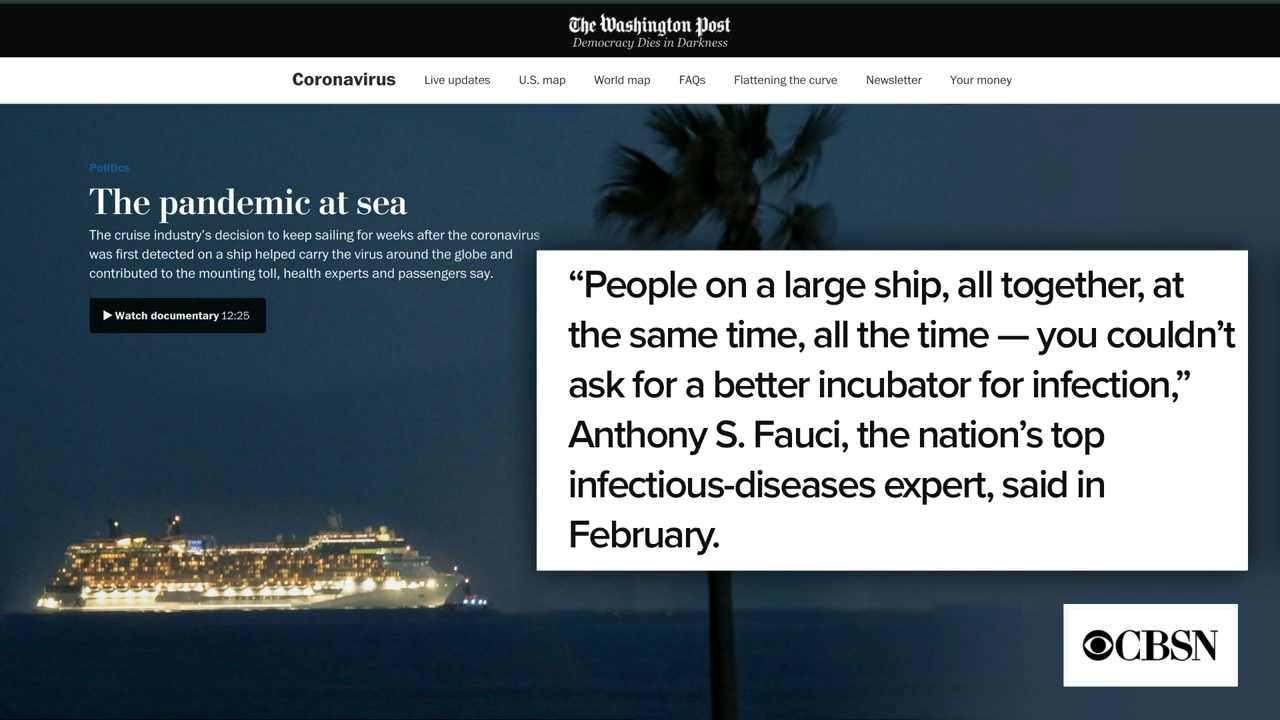 The Washington Post
Democracy Dies in Darkness
Coronavirus Live updates U.S. map World map FAQs Flattening the curve Newsletter Your money
Politics
The pandemic at sea
The cruise industry’s decision to keep sailing for weeks after the coronavirus
was first detected on a ship helped carry the virus around the globe and
contributed to the mounting toll, health experts and passengers say.
Watch documentary 12:25
“People on a large ship, all together, at
the same time, all the time — you couldn’t
ask for a better incubator for infection,”
Anthony S. Fauci, the nation’s top
infectious-diseases expert, said in
February.
CBSN